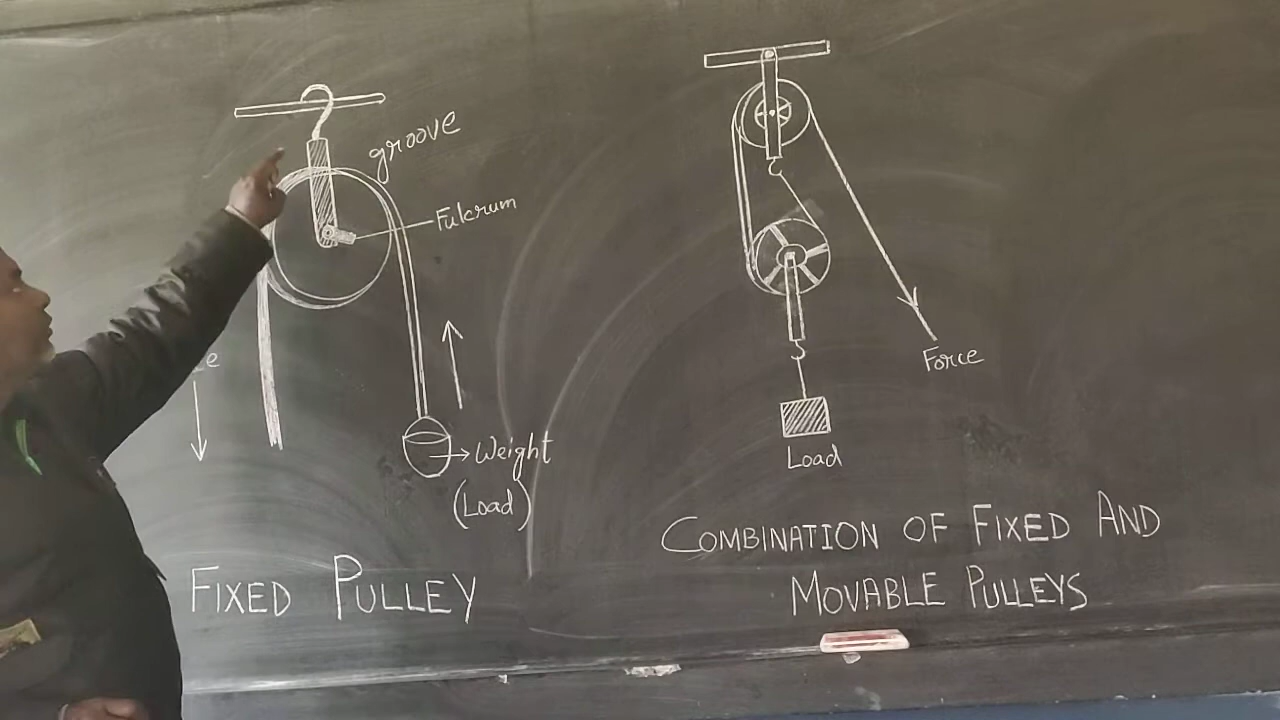 groove
Fulcrum
Weight
(Load)
FIXED PULLEY
Force
Load
COMBINATION OF FIXED AND
MOVABLE PULLEYS